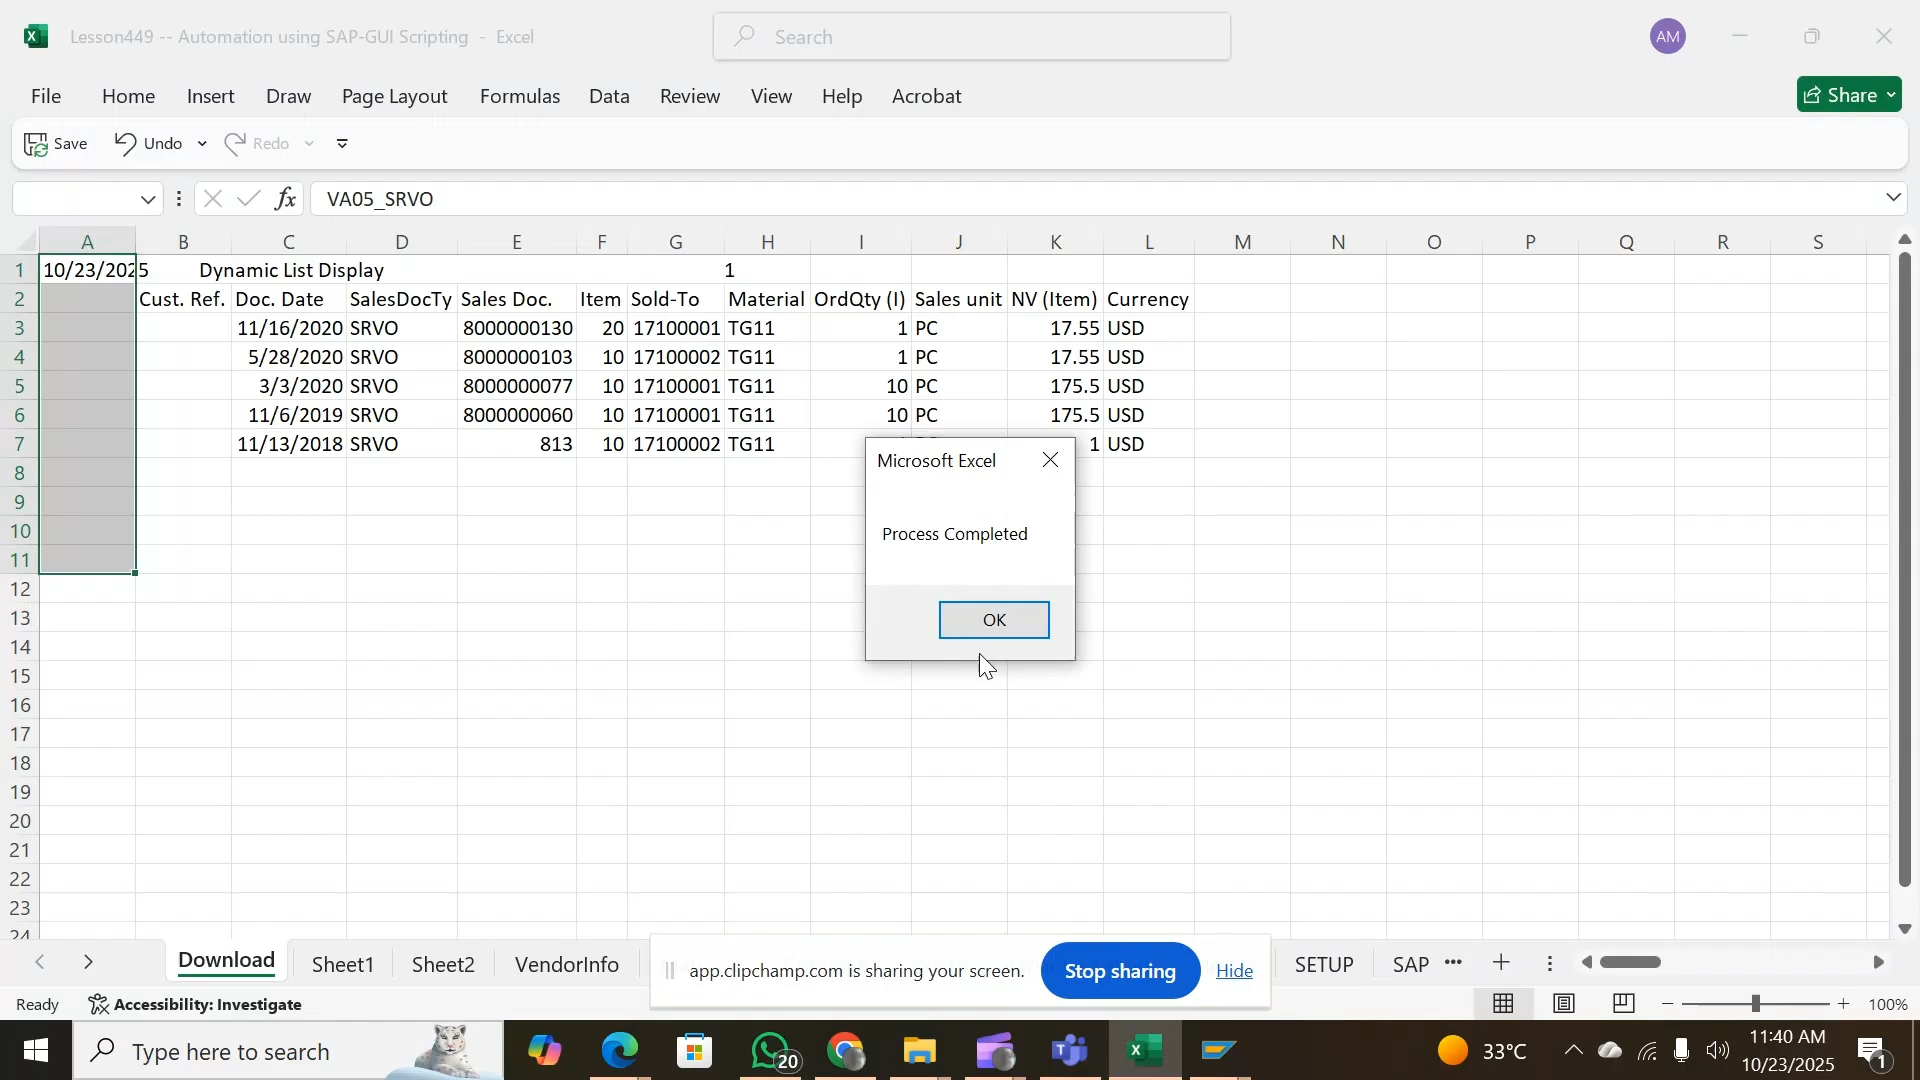 Lesson449 -- Automation using SAP-GUI Scripting - Excel
Search
AM
File Home Insert Draw Page Layout Formulas Data Review View Help Acrobat
Share
Save Undo Redo
fx VA05_SRVO
A B C D E F G H I J K L M N O P Q R S
1 10/23/2025 Dynamic List Display 1
2 Cust. Ref. Doc. Date SalesDocTy Sales Doc. Item Sold-To Material OrdQty (I) Sales unit NV (Item) Currency
3 11/16/2020 SRVO 8000000130 20 17100001 TG11 1 PC 17.55 USD
4 5/28/2020 SRVO 8000000103 10 17100002 TG11 1 PC 17.55 USD
5 3/3/2020 SRVO 8000000077 10 17100001 TG11 10 PC 175.5 USD
6 11/6/2019 SRVO 8000000060 10 17100001 TG11 10 PC 175.5 USD
7 11/13/2018 SRVO 813 10 17100002 TG11 1 USD
Microsoft Excel
8
9
10
Process Completed
11
12
13
OK
14
15
16
17
18
19
20
21
22
23
24
Download Sheet1 Sheet2 VendorInfo SETUP SAP
app.clipchamp.com is sharing your screen. Stop sharing Hide
Ready Accessibility: Investigate 100%
Type here to search 20 33°C 11:40 AM
10/23/2025
1